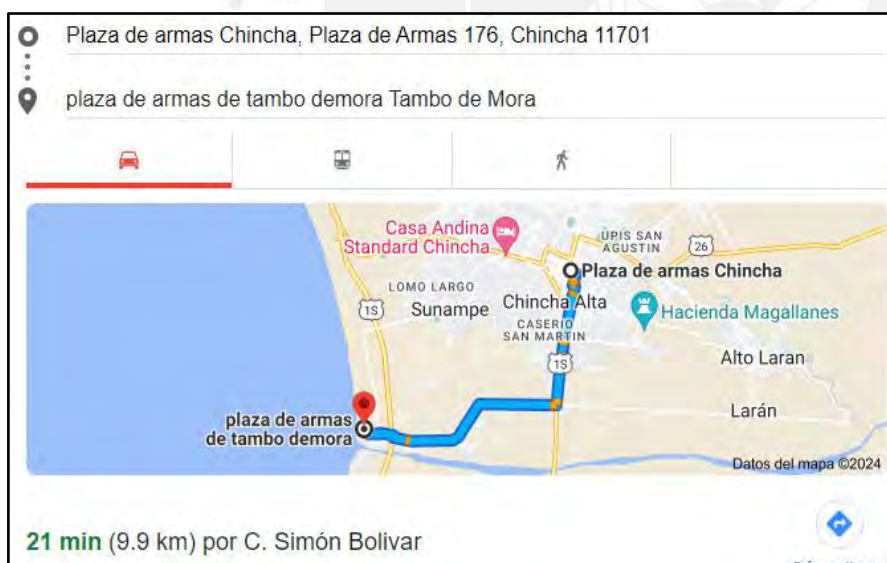 Plaza de armas Chincha, Plaza de Armas 176, Chincha 11701
plaza de armas de tambo demora Tambo de Mora
Casa Andina
Standard Chincha
UPIS SAN
AGUSTIN
26
Plaza de armas Chincha
LOMO LARGO
1S
Sunampe
Chincha Alta
Hacienda Magallanes
CASERIO
SAN MARTIN
1S
Alto Laran
Larán
plaza de armas
de tambo demora
Datos del mapa ©2024
21 min (9.9 km) por C. Simón Bolivar